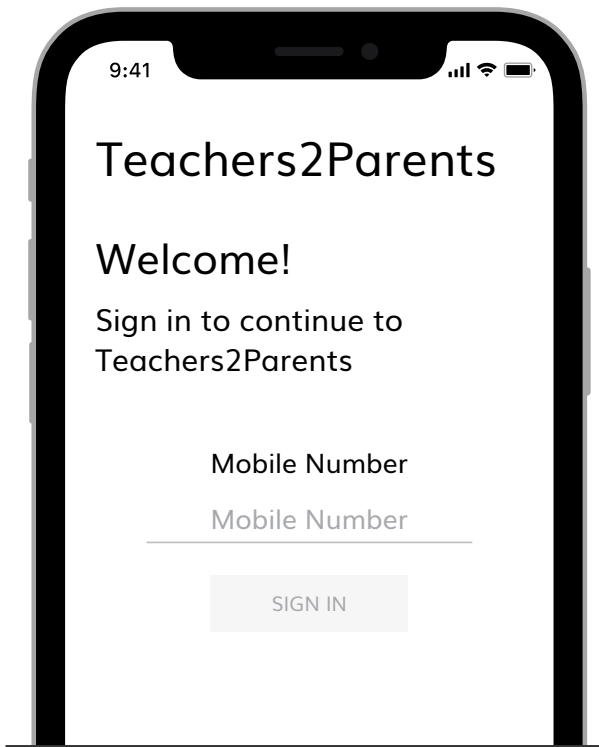 9:41
Teachers2Parents
Welcome!
Sign in to continue to
Teachers2Parents
Mobile Number
Mobile Number
SIGN IN